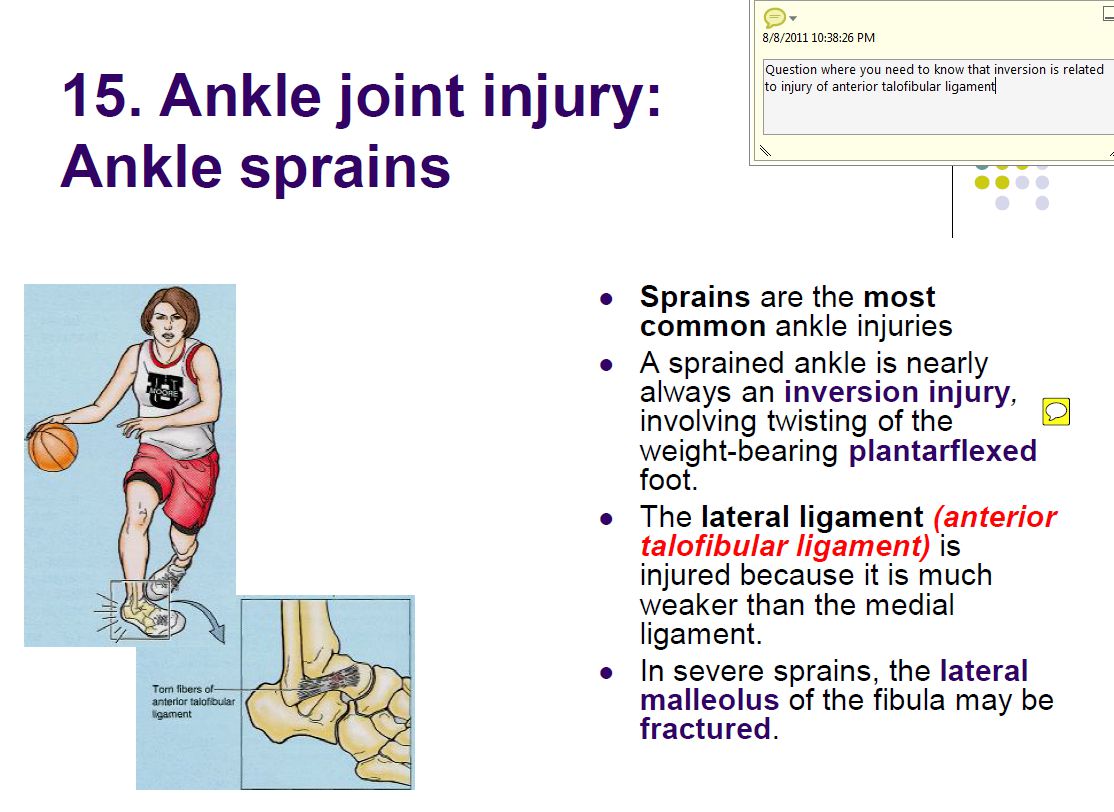 15. Ankle joint injury:
Ankle sprains
8/8/2011 10:38:26 PM
Question where you need to know that inversion is related
to injury of anterior talofibular ligament
Sprains are the most
common ankle injuries
A sprained ankle is nearly
always an inversion injury,
involving twisting of the
weight-bearing plantarflexed
foot.
The lateral ligament (anterior
talofibular ligament) is
injured because it is much
weaker than the medial
ligament.
In severe sprains, the lateral
malleolus of the fibula may be
fractured.
U
MOORE
Torn fibers of
anterior talofibular
ligament